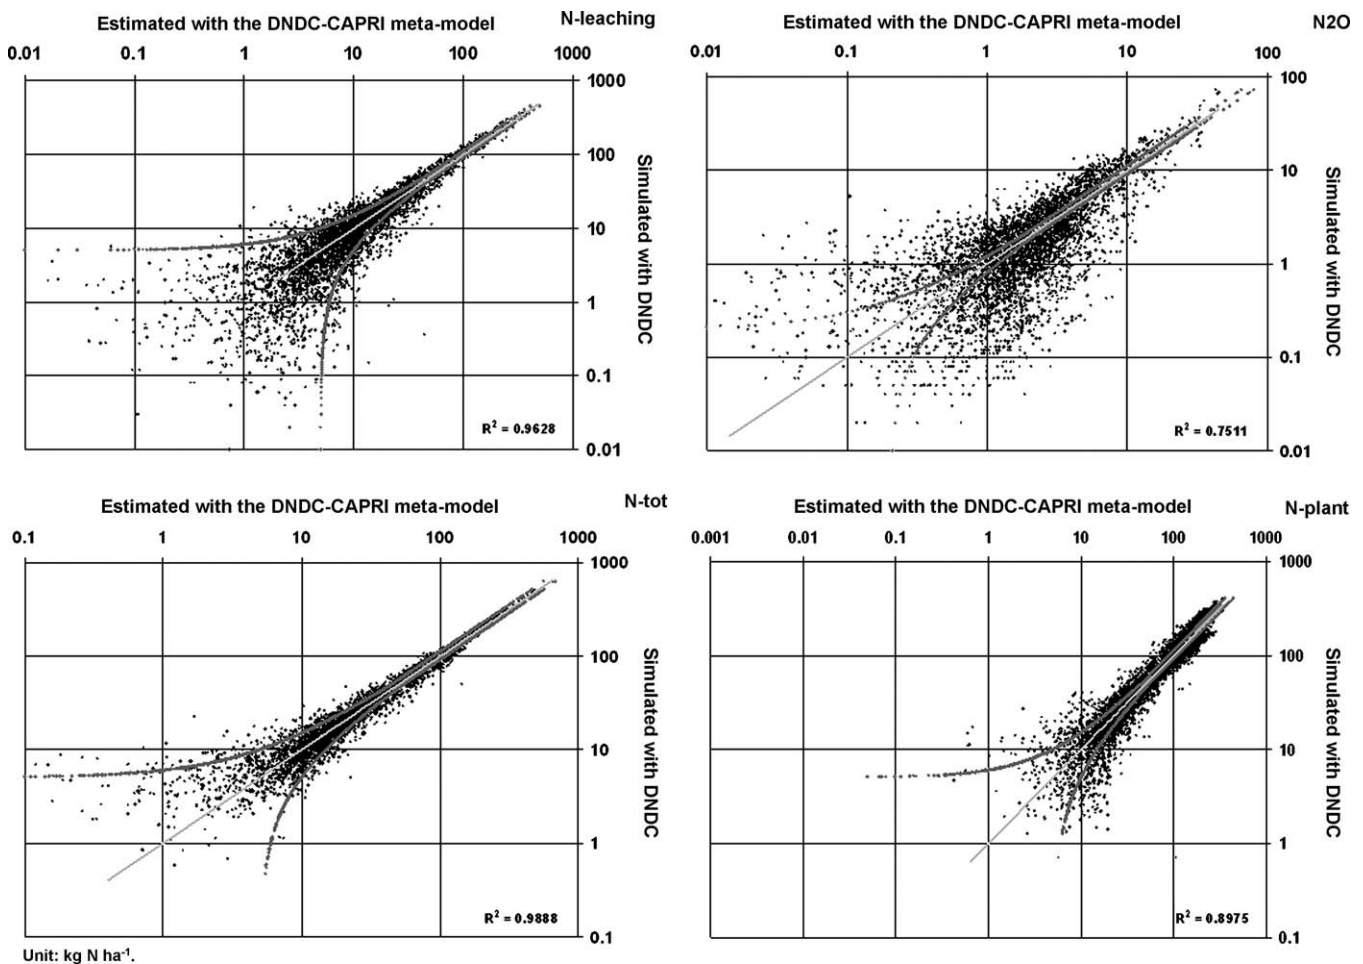 Estimated with the DNDC-CAPRI meta-model
N-leaching
0.01 0.1 1 10 100 1000
1000
100
10
1
0.1
0.01
Simulated with DNDC
R² = 0.9628
Estimated with the DNDC-CAPRI meta-model
N2O
0.01 0.1 1 10 100
100
10
1
0.1
0.01
Simulated with DNDC
R² = 0.7511
Estimated with the DNDC-CAPRI meta-model
N-tot
0.1 1 10 100 1000
1000
100
10
1
0.1
Simulated with DNDC
R² = 0.9888
Estimated with the DNDC-CAPRI meta-model
N-plant
0.001 0.01 0.1 1 10 100 1000
1000
100
10
1
0.1
Simulated with DNDC
R² = 0.8975
Unit: kg N ha⁻¹.